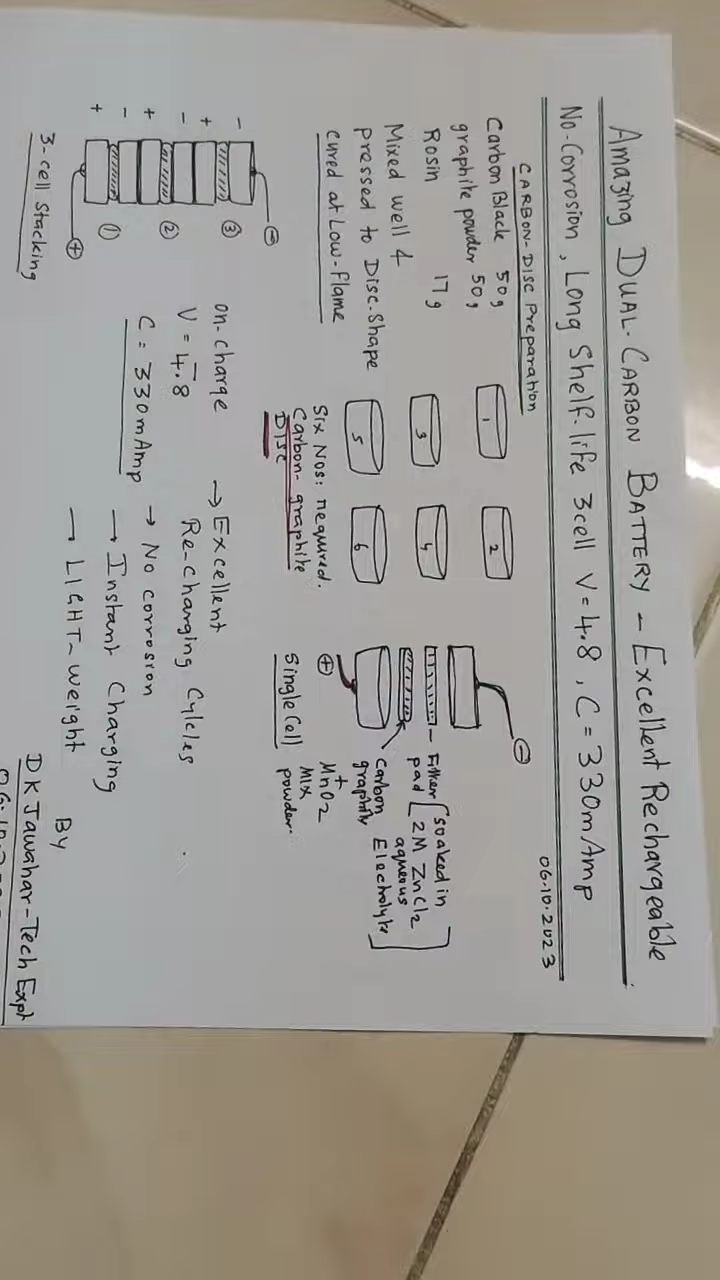 Amazing DUAL-CARBON BATTERY – Excellent Rechargeable
No-Corrosion, Long Shelf-life 3cell V=4.8, C=330mAmp
06.10.2023
CARBON-DISC Preparation
Carbon Black 50g
graphite powder 50g
Rosin 17g
Mixed well &
pressed to Disc-Shape
cured at Low-flame
1
2
3
4
5
6
Six Nos: required.
Carbon-graphite
DISC
–
Fither
pad
[soaked in
2M ZnCl2
aqueous
Electrolyte]
Carbon
graphite
+
MnO2
Mix
powder.
+
Single Cell
+ - + - + -
① ② ③
+
–
3-cell Stacking
on-charge
V = 4.8
C = 330mAmp
→ Excellent
Re-charging Cylcles
→ No corrosion
→ Instant Charging
→ LIGHT-weight
BY
DK Jawahar-Tech Expt